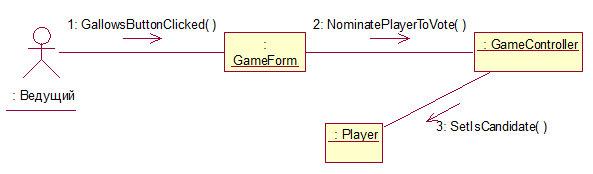 1: GallowsButtonClicked( )
2: NominatePlayerToVote( )
:
GameForm
: GameController
: Ведущий
: Player
3: SetIsCandidate( )